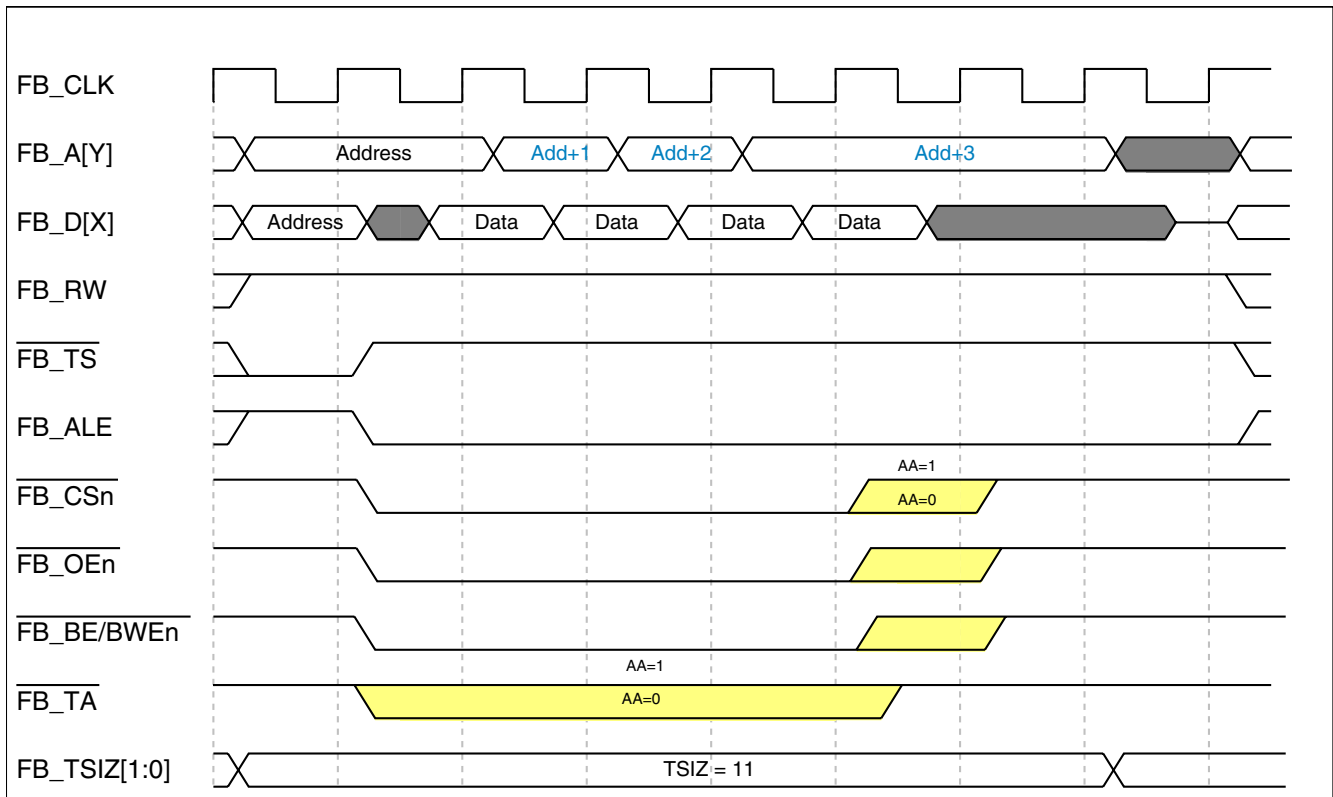 FB_CLK
FB_A[Y] Address Add+1 Add+2 Add+3
FB_D[X] Address Data Data Data Data
FB_RW
FB_TS
FB_ALE
AA=1
FB_CSn AA=0
FB_OEn
FB_BE/BWEn
AA=1
FB_TA AA=0
FB_TSIZ[1:0] TSIZ = 11